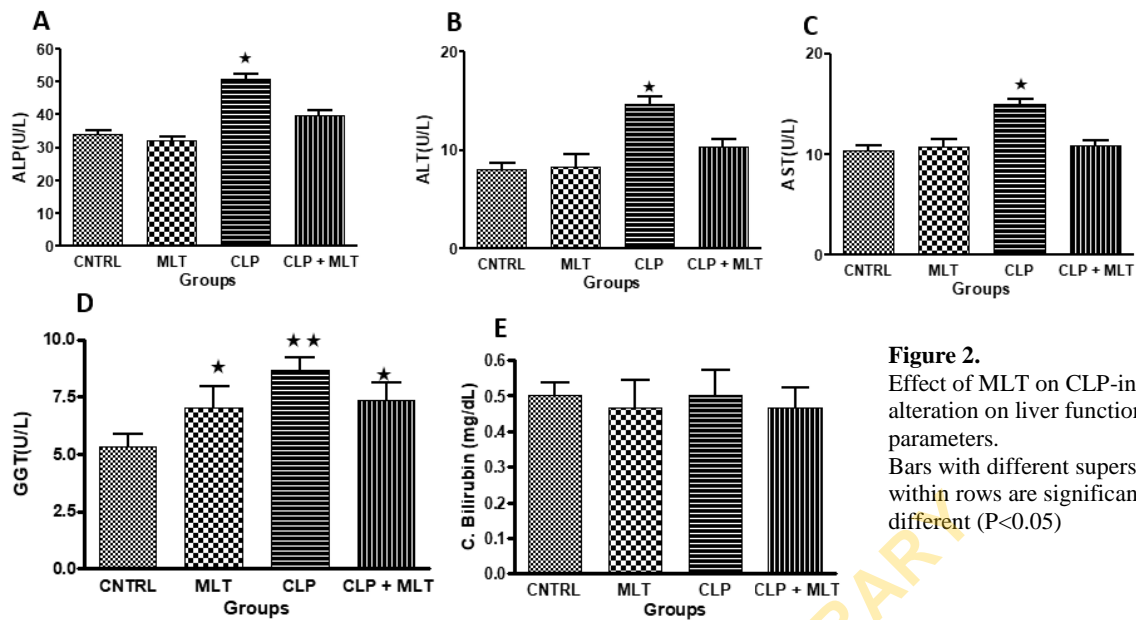 A
60
50
40
30
20
10
0
ALP(U/L)
★
CNTRL MLT CLP CLP + MLT
Groups
B
20
10
0
ALT(U/L)
★
CNTRL MLT CLP CLP + MLT
Groups
C
20
10
0
AST(U/L)
★
CNTRL MLT CLP CLP + MLT
Groups
D
10.0
7.5
5.0
2.5
0.0
GGT(U/L)
★ ★★ ★
CNTRL MLT CLP CLP + MLT
Groups
E
0.6
0.5
0.4
0.3
0.2
0.1
0.0
C. Bilirubin (mg/dL)
CNTRL MLT CLP CLP + MLT
Groups
Figure 2.
Effect of MLT on CLP-in
alteration on liver function
parameters.
Bars with different supers
within rows are significan
different (P<0.05)
RARY